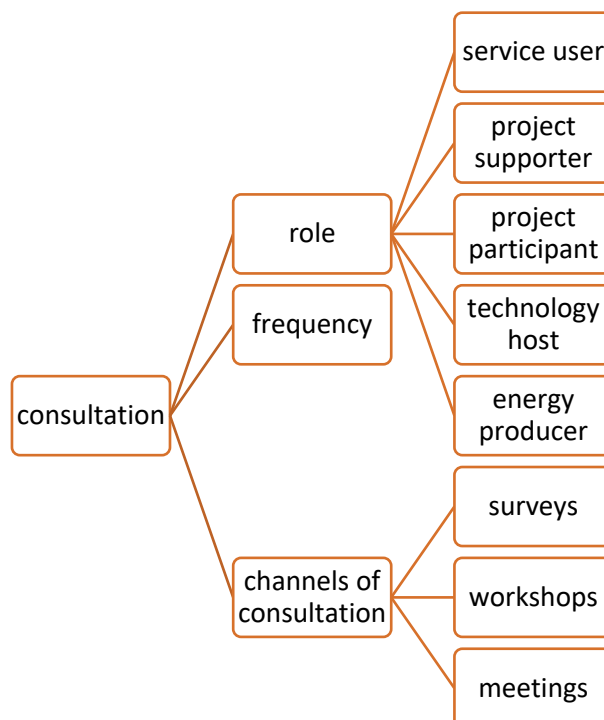 service user
project
supporter
project
participant
role
technology
host
frequency
energy
producer
consultation
surveys
channels of
consultation
workshops
meetings